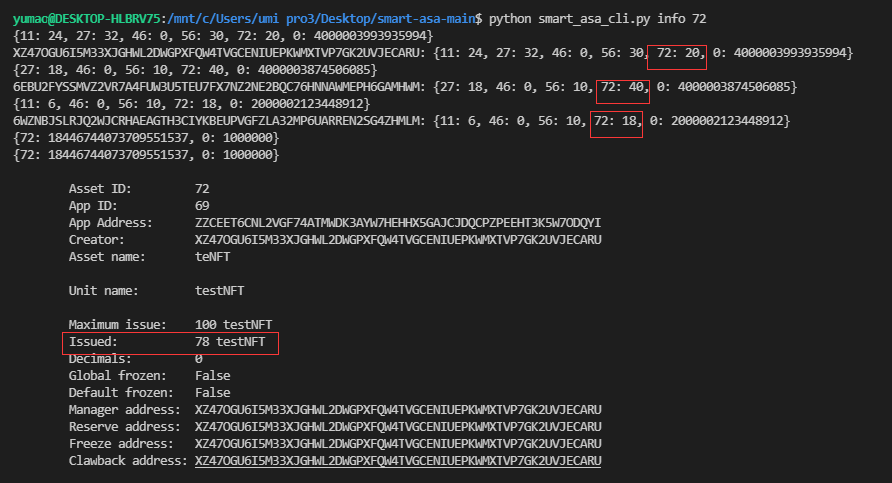 yumao@DESKTOP-HLBRV75:/mnt/c/Users/umi pro3/Desktop/smart-asa-main$ python smart_asa_cli.py info 72
{11: 24, 27: 32, 46: 0, 56: 30, 72: 20, 0: 4000003993935994}
XZ47OGU6I5M33XJGHWL2DWGPXFQW4TVGCENIUEPKWMXTVP7GK2UVJECARU: {11: 24, 27: 32, 46: 0, 56: 30, 72: 20, 0: 4000003993935994}
{27: 18, 46: 0, 56: 10, 72: 40, 0: 4000003874506085}
6EBU2FYSSMVZ2VR7A4FUW3U5TEU7FX7NZ2NE2BQC76HNNAWMEPH6GAMHWM: {27: 18, 46: 0, 56: 10, 72: 40, 0: 4000003874506085}
{11: 6, 46: 0, 56: 10, 72: 18, 0: 2000002123448912}
6WZNBJSLRJQ2WJCRHAEAGTH3CIYKBEUPVGFZLA32MP6UARREN2SG4ZHMLM: {11: 6, 46: 0, 56: 10, 72: 18, 0: 2000002123448912}
{72: 18446744073709551537, 0: 1000000}
{72: 18446744073709551537, 0: 1000000}
Asset ID: 72
App ID: 69
App Address: ZZCEET6CNL2VGF74ATMWDK3AYW7HEHHX5GAJCJDQCPZPEEHT3K5W7ODQYI
Creator: XZ47OGU6I5M33XJGHWL2DWGPXFQW4TVGCENIUEPKWMXTVP7GK2UVJECARU
Asset name: teNFT
Unit name: testNFT
Maximum issue: 100 testNFT
Issued: 78 testNFT
Decimals: 0
Global frozen: False
Default frozen: False
Manager address: XZ47OGU6I5M33XJGHWL2DWGPXFQW4TVGCENIUEPKWMXTVP7GK2UVJECARU
Reserve address: XZ47OGU6I5M33XJGHWL2DWGPXFQW4TVGCENIUEPKWMXTVP7GK2UVJECARU
Freeze address: XZ47OGU6I5M33XJGHWL2DWGPXFQW4TVGCENIUEPKWMXTVP7GK2UVJECARU
Clawback address: XZ47OGU6I5M33XJGHWL2DWGPXFQW4TVGCENIUEPKWMXTVP7GK2UVJECARU